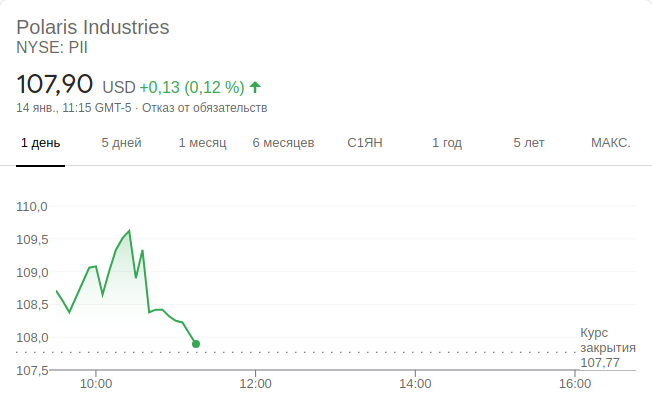 Polaris Industries
NYSE: PII
107,90 USD +0,13 (0,12 %)
14 янв., 11:15 GMT-5 · Отказ от обязательств
1 день 5 дней 1 месяц 6 месяцев С1ЯН 1 год 5 лет МАКС.
110,0
109,5
109,0
108,5
108,0
107,5
Курс
закрытия
107,77
10:00 12:00 14:00 16:00